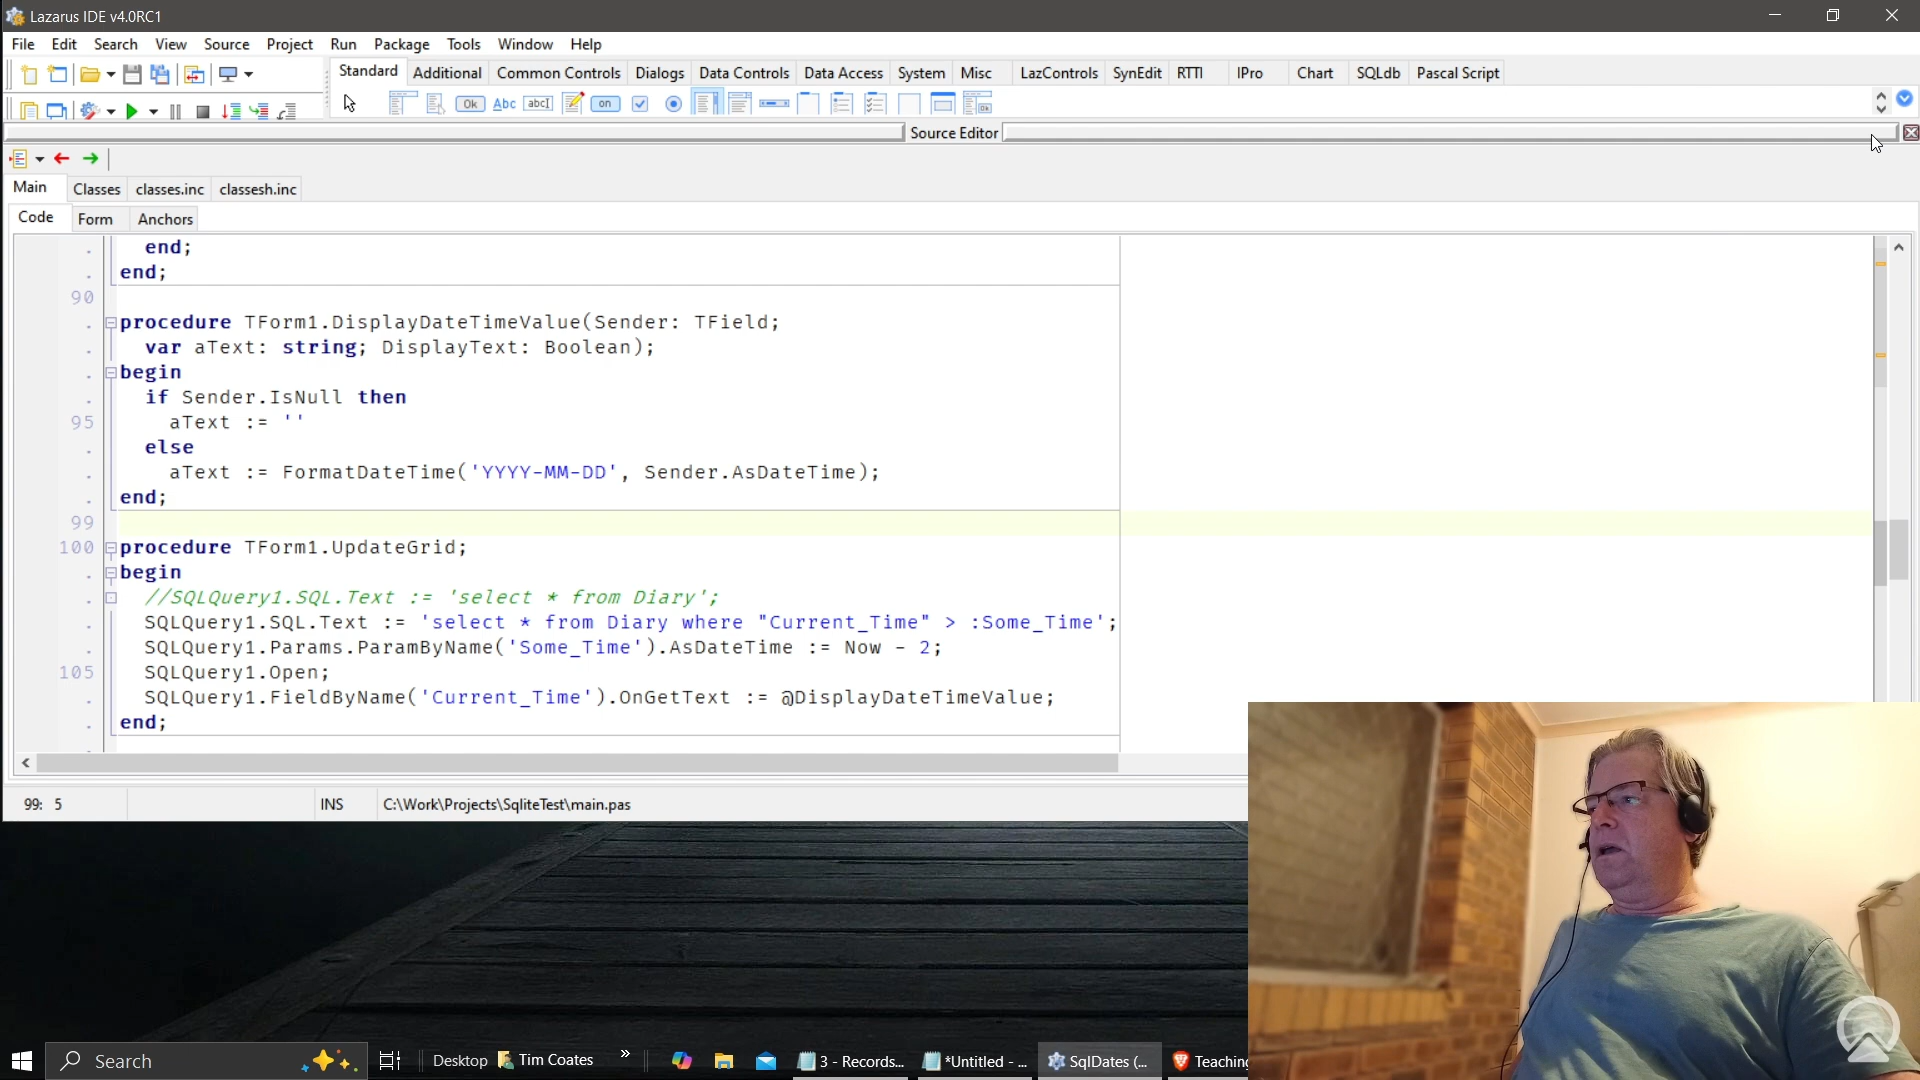 Lazarus IDE v4.0RC1
File Edit Search View Source Project Run Package Tools Window Help
Standard Additional Common Controls Dialogs Data Controls Data Access System Misc LazControls SynEdit RTTI IPro Chart SQLdb Pascal Script
Ok Abc abcI on
Source Editor
Main Classes classes.inc classesh.inc
Code Form Anchors
end;
end;
90
procedure TForm1.DisplayDateTimeValue(Sender: TField;
var aText: string; DisplayText: Boolean);
begin
if Sender.IsNull then
95 aText := ''
else
aText := FormatDateTime('YYYY-MM-DD', Sender.AsDateTime);
end;
99
100 procedure TForm1.UpdateGrid;
begin
//SQLQuery1.SQL.Text := 'select * from Diary';
SQLQuery1.SQL.Text := 'select * from Diary where "Current_Time" > :Some_Time';
SQLQuery1.Params.ParamByName('Some_Time').AsDateTime := Now - 2;
105 SQLQuery1.Open;
SQLQuery1.FieldByName('Current_Time').OnGetText := @DisplayDateTimeValue;
end;
99: 5 INS C:\Work\Projects\SqliteTest\main.pas
Search Desktop Tim Coates » 3 - Records... *Untitled - ... SqlDates (... Teaching